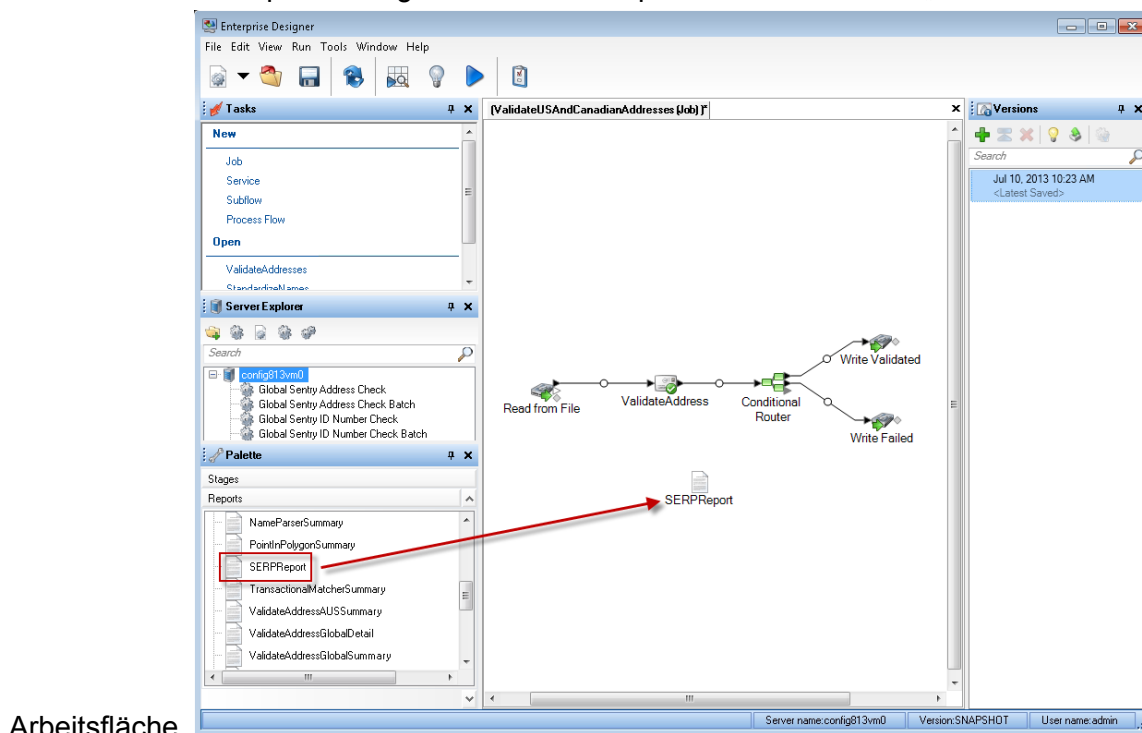 Enterprise Designer
File Edit View Run Tools Window Help
Tasks
New
Job
Service
Subflow
Process Flow
Open
ValidateAddresses
StandardizeNames
Server Explorer
Search
config813vm0
Global Sentry Address Check
Global Sentry Address Check Batch
Global Sentry ID Number Check
Global Sentry ID Number Check Batch
Palette
Stages
Reports
NameParserSummary
PointInPolygonSummary
SERPReport
TransactionalMatcherSummary
ValidateAddressAUSSummary
ValidateAddressGlobalDetail
ValidateAddressGlobalSummary
(ValidateUSAndCanadianAddresses (Job) )*
Read from File
ValidateAddress
Conditional
Router
Write Validated
Write Failed
SERPReport
Versions
Search
Jul 10, 2013 10:23 AM
<Latest Saved>
Server name:config813vm0 Version:SNAPSHOT User name:admin
Arbeitsfläche